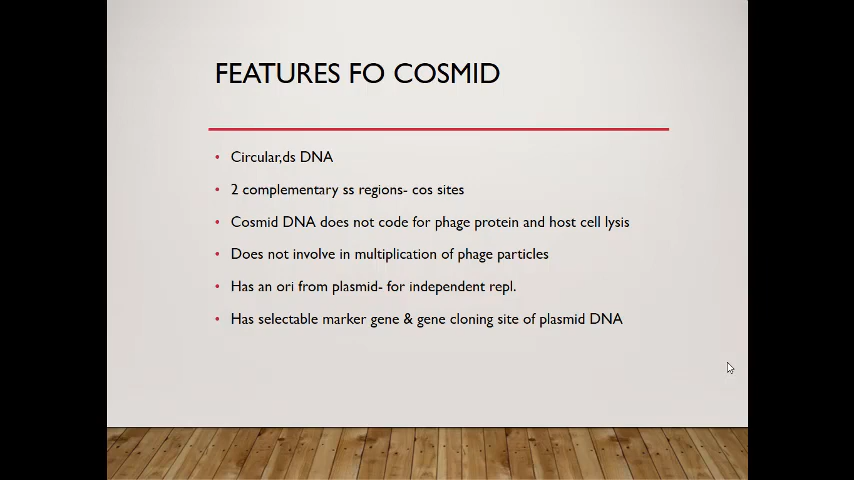 FEATURES FO COSMID
• Circular,ds DNA
• 2 complementary ss regions- cos sites
• Cosmid DNA does not code for phage protein and host cell lysis
• Does not involve in multiplication of phage particles
• Has an ori from plasmid- for independent repl.
• Has selectable marker gene & gene cloning site of plasmid DNA